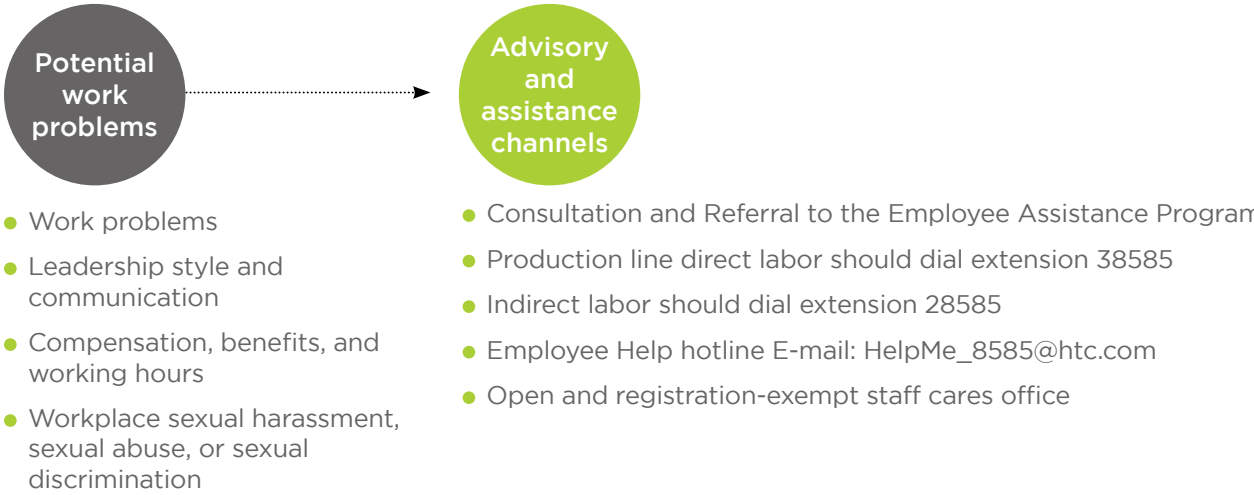 Potential
work
problems
Advisory
and
assistance
channels
Work problems
Leadership style and
communication
Compensation, benefits, and
working hours
Workplace sexual harassment,
sexual abuse, or sexual
discrimination
Consultation and Referral to the Employee Assistance Program
Production line direct labor should dial extension 38585
Indirect labor should dial extension 28585
Employee Help hotline E-mail: HelpMe_8585@htc.com
Open and registration-exempt staff cares office